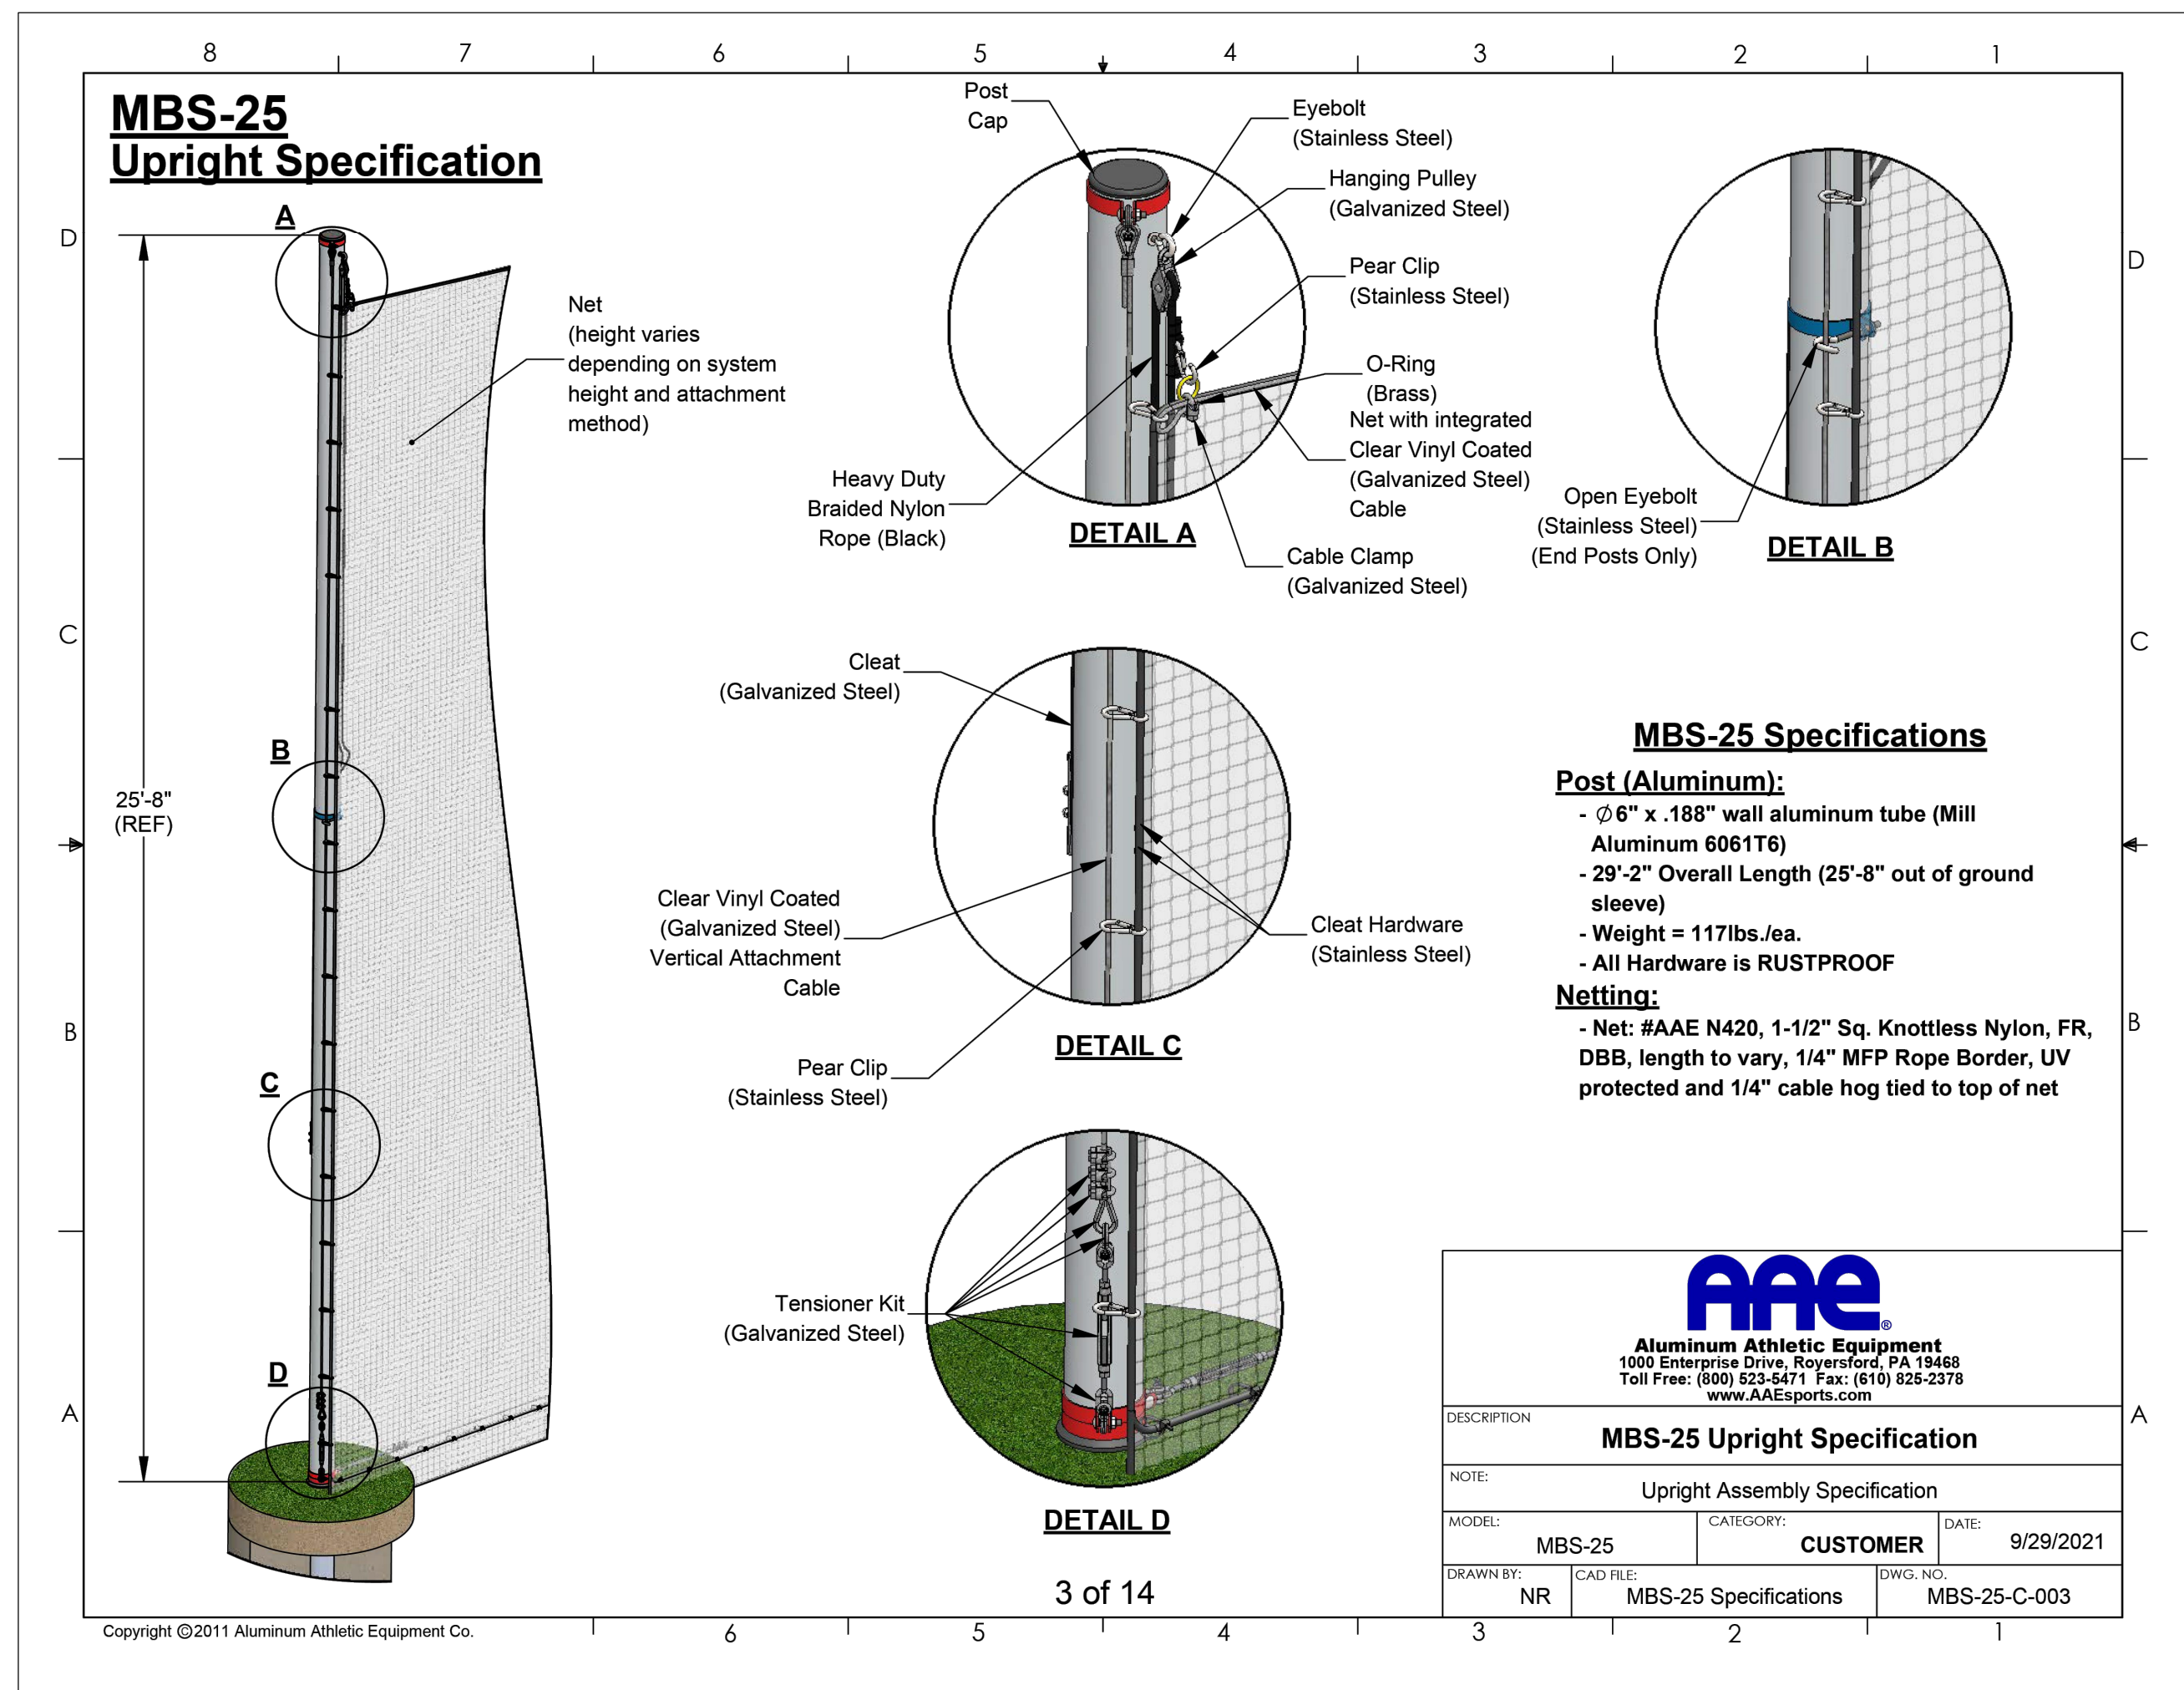 8 7 6 5 4 3 2 1
MBS-25
Upright Specification
A
D
D
Net
(height varies
depending on system
height and attachment
method)
Post
Cap
Eyebolt
(Stainless Steel)
Hanging Pulley
(Galvanized Steel)
Pear Clip
(Stainless Steel)
O-Ring
(Brass)
Net with integrated
Clear Vinyl Coated
(Galvanized Steel)
Cable
Heavy Duty
Braided Nylon
Rope (Black)
DETAIL A
Cable Clamp
(Galvanized Steel)
Open Eyebolt
(Stainless Steel)
(End Posts Only)
DETAIL B
C
C
B
25'-8"
(REF)
Cleat
(Galvanized Steel)
Clear Vinyl Coated
(Galvanized Steel)
Vertical Attachment
Cable
Cleat Hardware
(Stainless Steel)
Pear Clip
(Stainless Steel)
DETAIL C
MBS-25 Specifications
Post (Aluminum):
- ∅6" x .188" wall aluminum tube (Mill
Aluminum 6061T6)
- 29'-2" Overall Length (25'-8" out of ground
sleeve)
- Weight = 117lbs./ea.
- All Hardware is RUSTPROOF
Netting:
- Net: #AAE N420, 1-1/2" Sq. Knottless Nylon, FR,
DBB, length to vary, 1/4" MFP Rope Border, UV
protected and 1/4" cable hog tied to top of net
B
B
C
D
Tensioner Kit
(Galvanized Steel)
DETAIL D
A
A
AAE®
Aluminum Athletic Equipment
1000 Enterprise Drive, Royersford, PA 19468
Toll Free: (800) 523-5471 Fax: (610) 825-2378
www.AAEsports.com
DESCRIPTION
MBS-25 Upright Specification
NOTE:
Upright Assembly Specification
MODEL:
MBS-25
CATEGORY:
CUSTOMER
DATE:
9/29/2021
DRAWN BY:
NR
CAD FILE:
MBS-25 Specifications
DWG. NO.
MBS-25-C-003
3 of 14
Copyright ©2011 Aluminum Athletic Equipment Co.
6 5 4 3 2 1